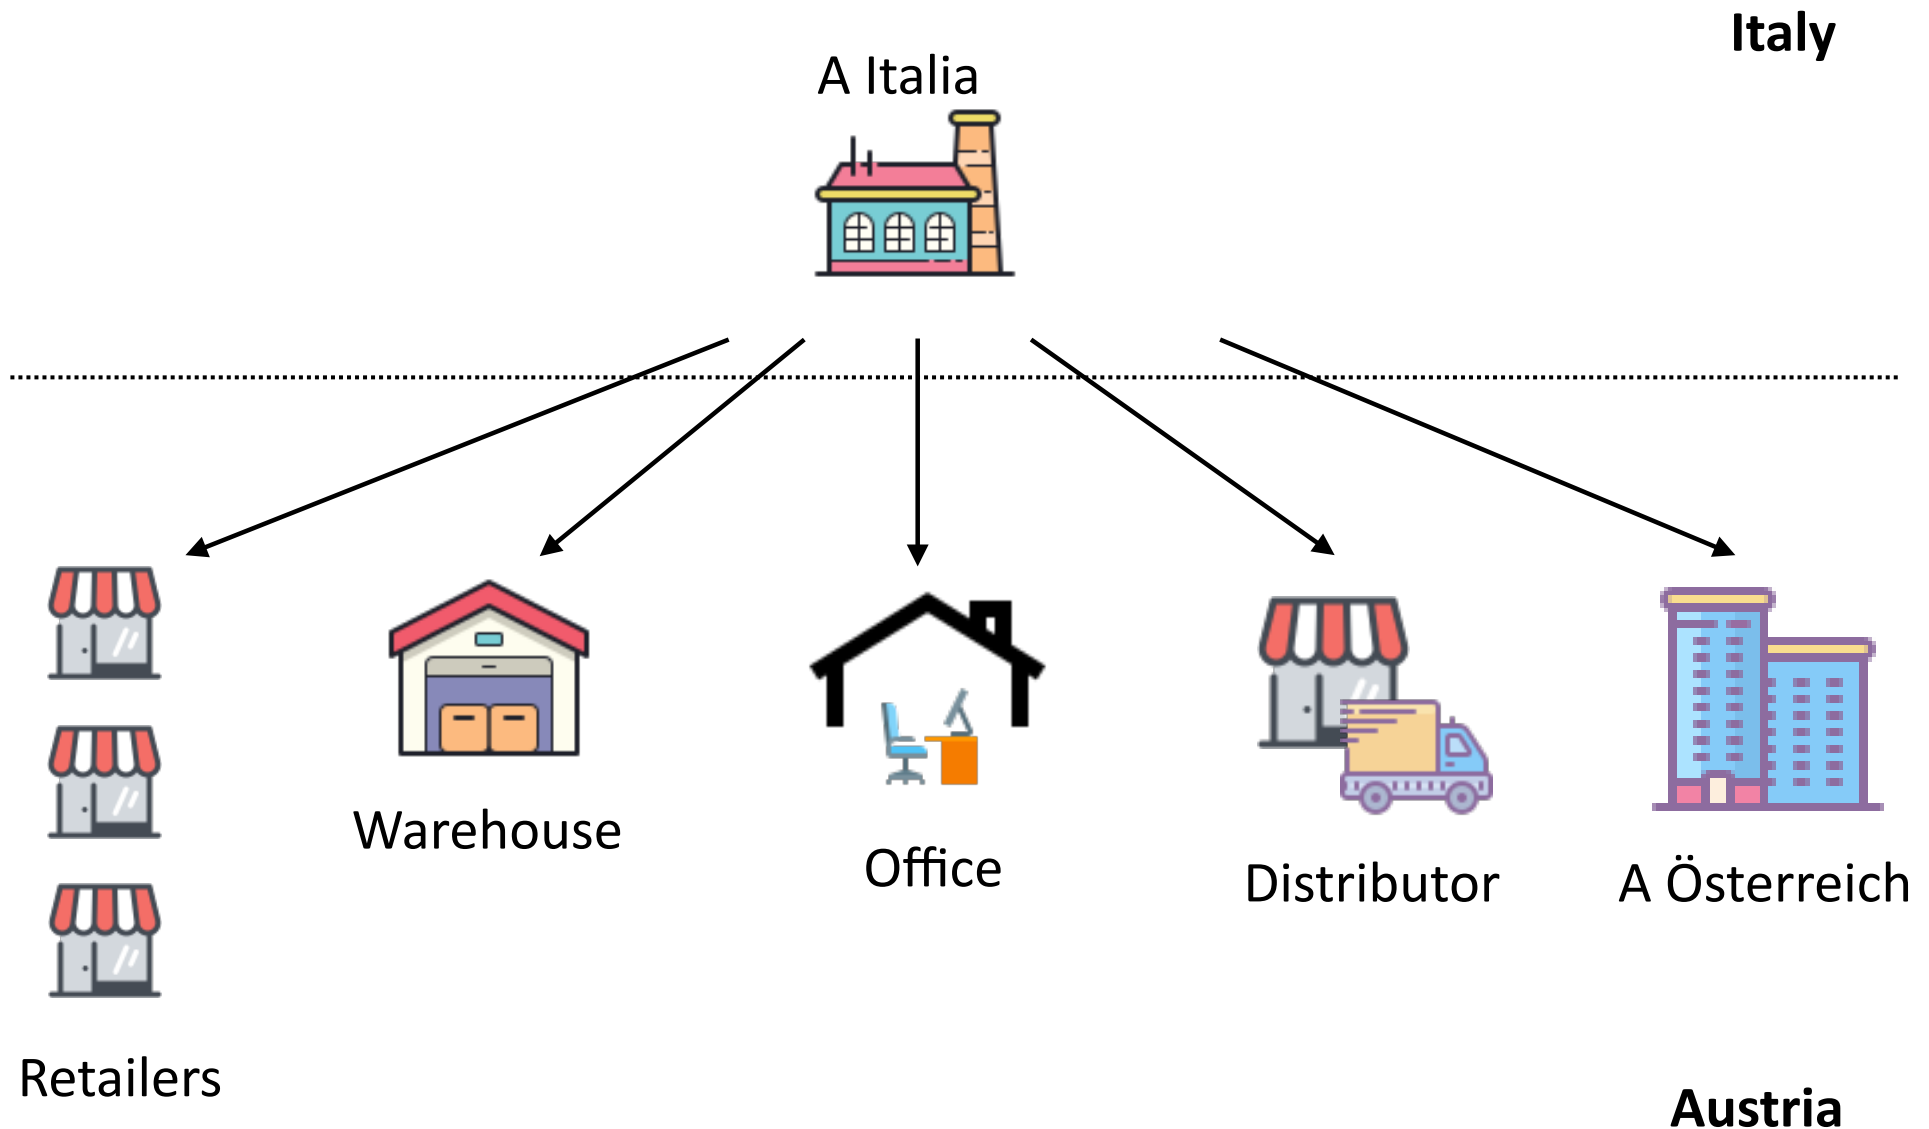 Italy
A Italia
Warehouse
Office
Distributor
A Österreich
Retailers
Austria